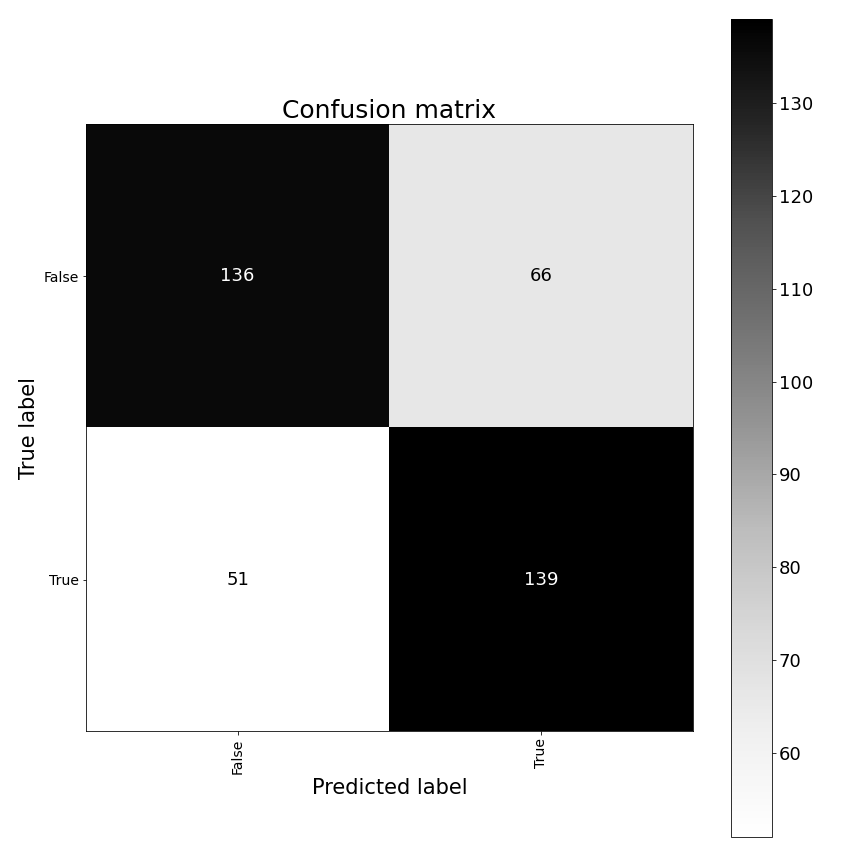 Confusion matrix
True label
False
136
66
True
51
139
False
True
Predicted label
130
120
110
100
90
80
70
60